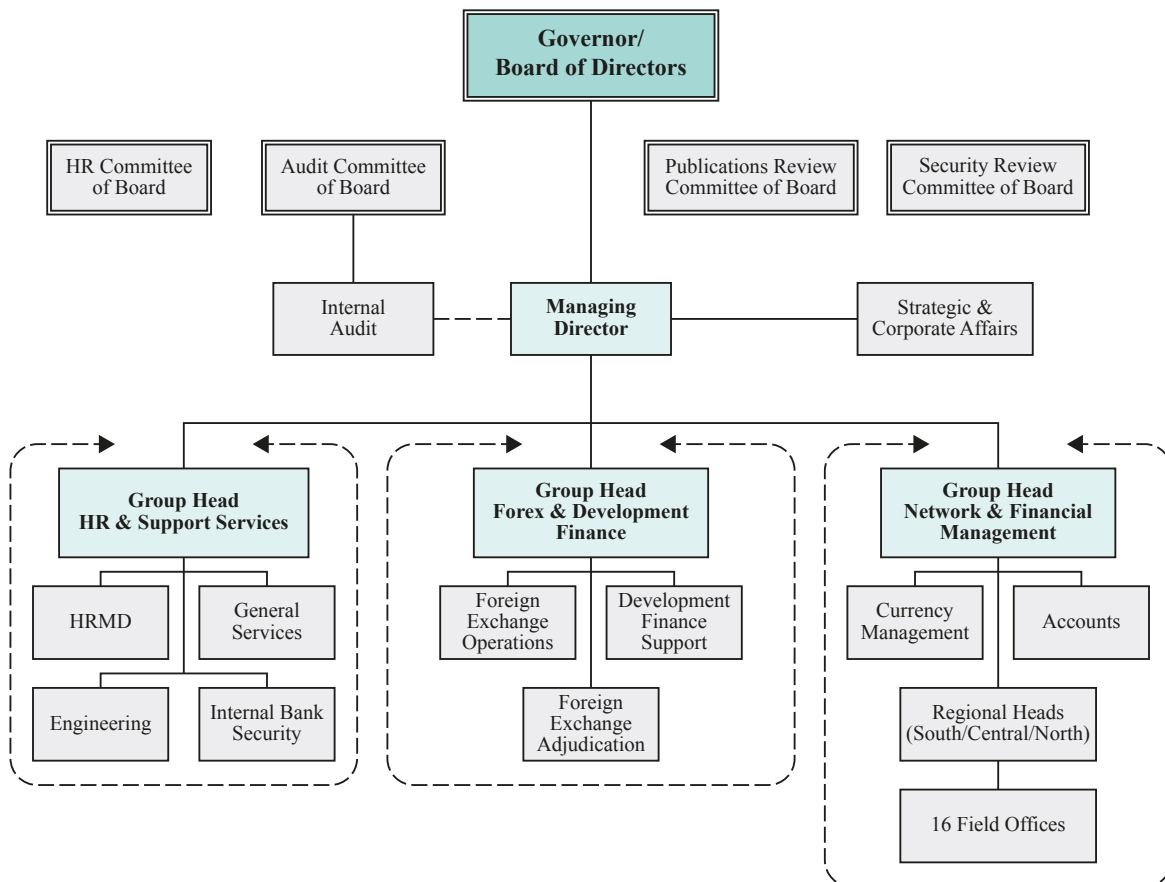 Governor/
Board of Directors
HR Committee
of Board
Audit Committee
of Board
Publications Review
Committee of Board
Security Review
Committee of Board
Internal
Audit
Managing
Director
Strategic &
Corporate Affairs
Group Head
HR & Support Services
Group Head
Forex & Development
Finance
Group Head
Network & Financial
Management
HRMD
General
Services
Foreign
Exchange
Operations
Development
Finance
Support
Currency
Management
Accounts
Engineering
Internal Bank
Security
Foreign
Exchange
Adjudication
Regional Heads
(South/Central/North)
16 Field Offices